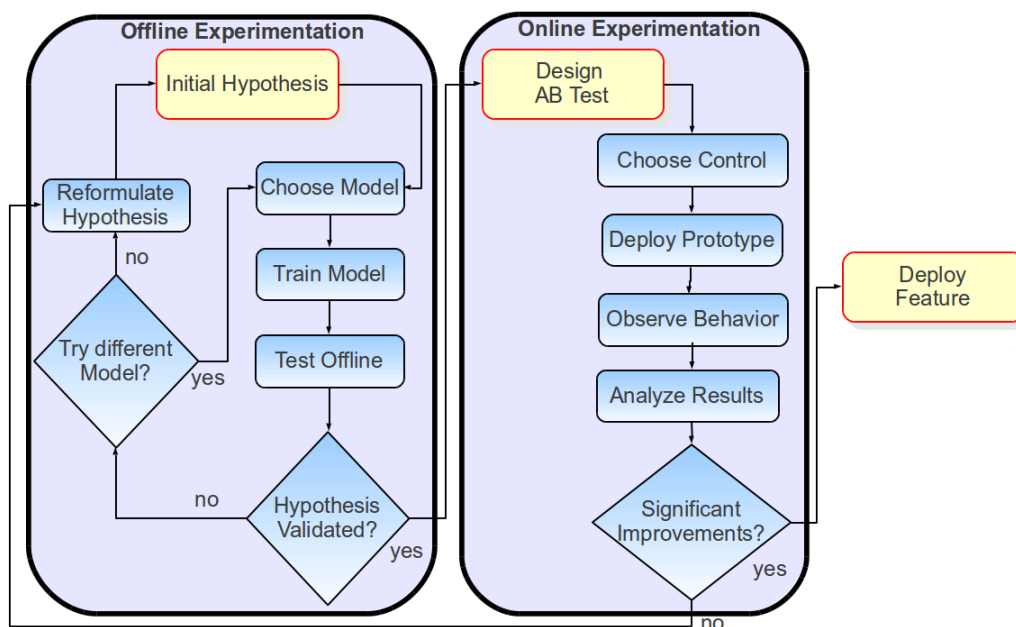 Offline Experimentation
Initial Hypothesis
Reformulate
Hypothesis
Choose Model
no
Train Model
Try different
Model?
yes
Test Offline
no
Hypothesis
Validated?
yes
Online Experimentation
Design
AB Test
Choose Control
Deploy Prototype
Observe Behavior
Analyze Results
Significant
Improvements?
yes
no
Deploy
Feature